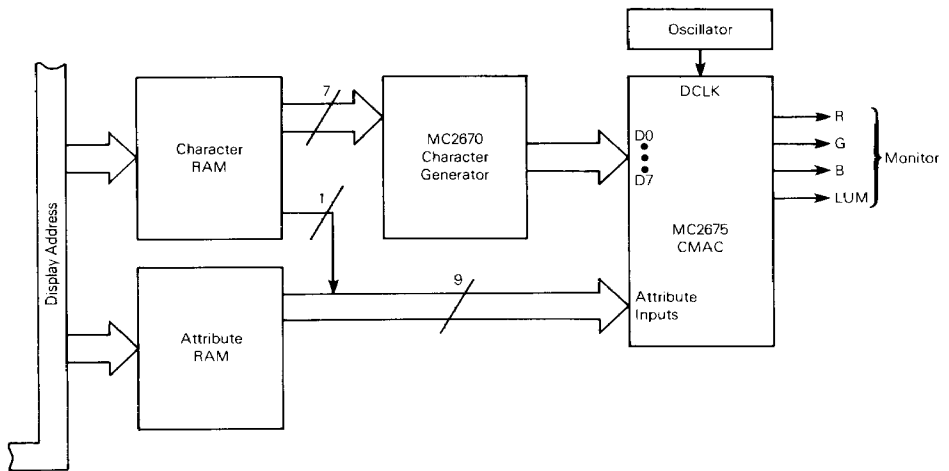 Oscillator
DCLK
7
Character
RAM
MC2670
Character
Generator
D0
D7
R
G
B
LUM
Monitor
1
MC2675
CMAC
Display Address
9
Attribute
Inputs
Attribute
RAM